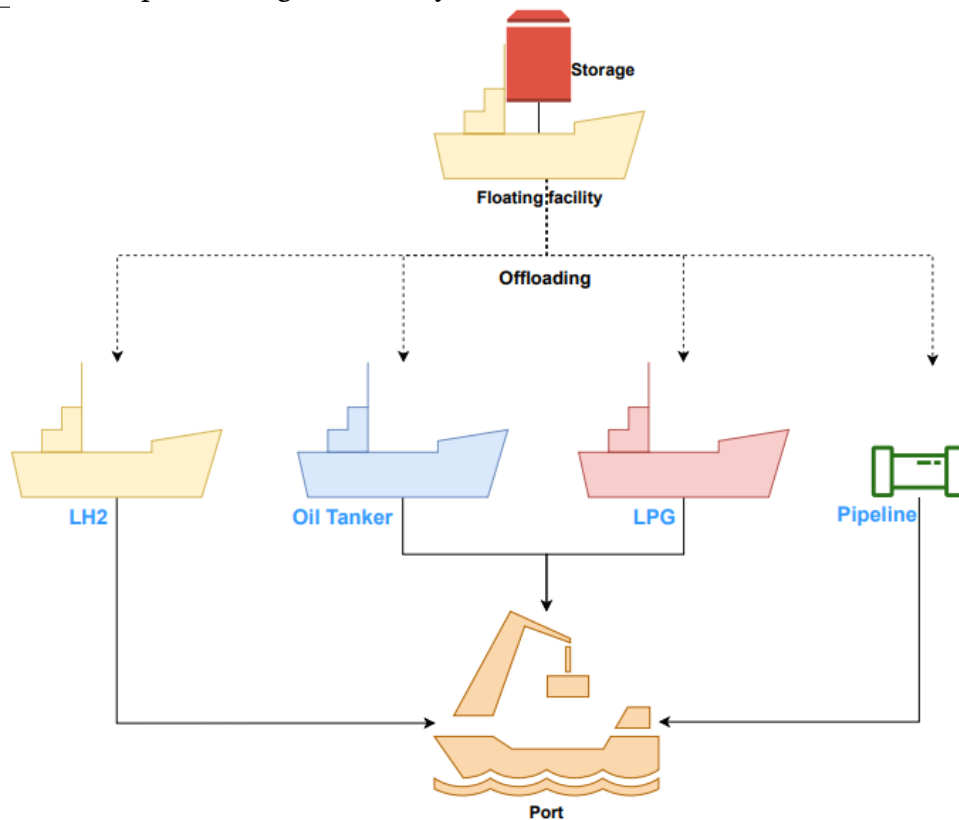 Storage
Floating facility
Offloading
LH2
Oil Tanker
LPG
Pipeline
Port